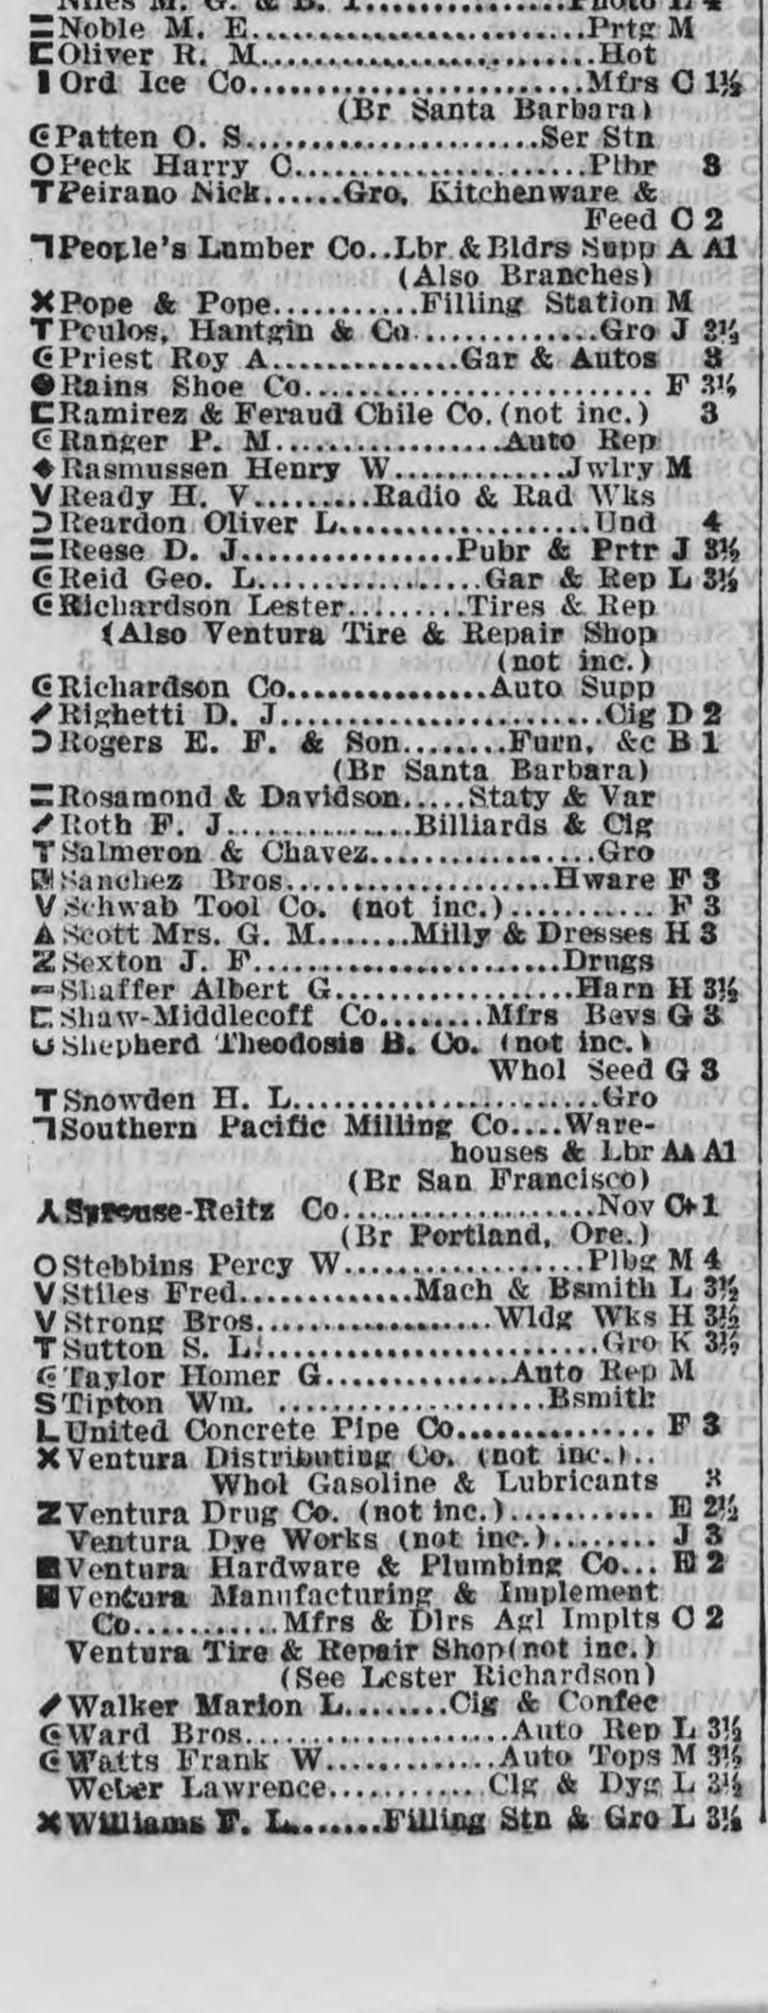 Niles M. G. & B. T..............Photo L 4
Noble M. E..........................Prtg M
Oliver R. M..........................Hot
Ord Ice Co..........................Mfrs C 1½
(Br Santa Barbara)
Patten O. S.......................Ser Stn
Peck Harry C.......................Plbr 3
Peirano Nick......Gro, Kitchenware &
Feed C 2
People's Lumber Co..Lbr & Bldrs Supp A A1
(Also Branches)
Pope & Pope............Filling Station M
Poulos, Hantgin & Co..............Gro J 3½
Priest Roy A...............Gar & Autos 3
Rains Shoe Co............................ F 3½
Ramirez & Feraud Chile Co. (not inc.) 3
Ranger P. M..................Auto Rep
Rasmussen Henry W..............Jwlry M
Ready H. V..........Radio & Rad Wks
Reardon Oliver L....................Und 4
Reese D. J.................Pubr & Prtr J 3½
Reid Geo. L..................Gar & Rep L 3½
Richardson Lester..........Tires & Rep
(Also Ventura Tire & Repair Shop
(not inc.)
Richardson Co................Auto Supp
Righetti D. J..........................Cig D 2
Rogers E. F. & Son........Furn, &c B 1
(Br Santa Barbara)
Rosamond & Davidson.....Staty & Var
Roth F. J................Billiards & Cig
Salmeron & Chavez..................Gro
Sanchez Bros.....................Hware F 3
Schwab Tool Co. (not inc.)............ F 3
Scott Mrs. G. M.......Milly & Dresses H 3
Sexton J. F........................Drugs
Shaffer Albert G...................Harn H 3½
Shaw-Middlecoff Co.........Mfrs Bevs G 3
Shepherd Theodosia B. Co. (not inc.)
Whol Seed G 3
Snowden H. L........................Gro
Southern Pacific Milling Co....Ware-
houses & Lbr Aa A1
(Br San Francisco)
Sprouse-Reitz Co....................Nov C+1
(Br Portland, Ore.)
Stebbins Percy W..................Plbg M 4
Stiles Fred..............Mach & Bsmith L 3½
Strong Bros...................Wldg Wks H 3½
Sutton S. L..........................Gro K 3½
Taylor Homer G..............Auto Rep M
Tipton Wm. .....................Bsmith
United Concrete Pipe Co................ F 3
Ventura Distributing Co. (not inc.)..
Whol Gasoline & Lubricants 3
Ventura Drug Co. (not inc.)............ E 2½
Ventura Dye Works (not inc.)......... J 3
Ventura Hardware & Plumbing Co... E 2
Ventura Manufacturing & Implement
Co............Mfrs & Dlrs Agl Implts C 2
Ventura Tire & Repair Shop(not inc.)
(See Lester Richardson)
Walker Marion L.........Cig & Confec
Ward Bros.....................Auto Rep L 3½
Watts Frank W..............Auto Tops M 3½
Weber Lawrence............ Clg & Dyg L 3½
Williams F. L........Filling Stn & Gro L 3½